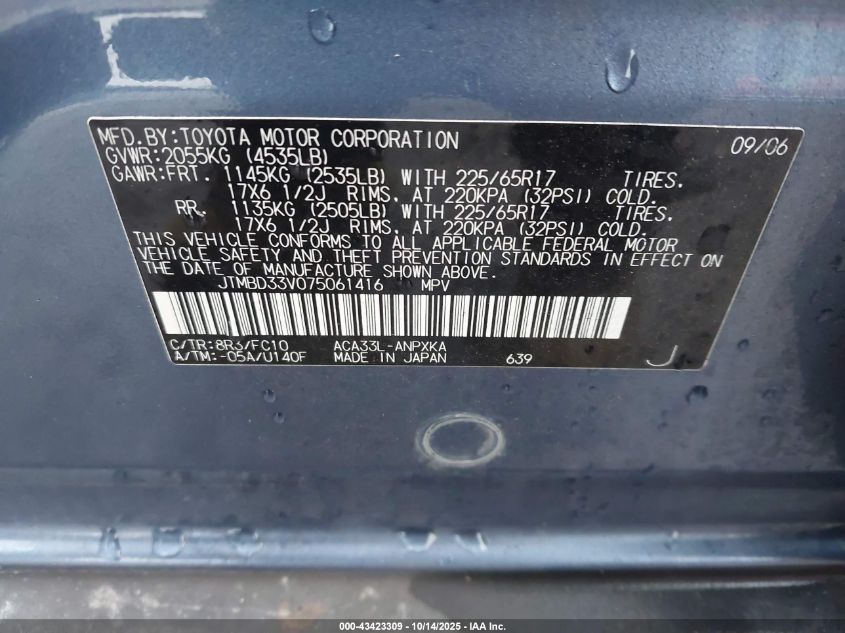 MFD.BY:TOYOTA MOTOR CORPORATION 09/06
GVWR:2055KG (4535LB)
GAWR:FRT. 1145KG (2535LB) WITH 225/65R17 TIRES.
17X6 1/2J RIMS, AT 220KPA (32PSI) COLD.
RR. 1135KG (2505LB) WITH 225/65R17 TIRES.
17X6 1/2J RIMS, AT 220KPA (32PSI) COLD.
THIS VEHICLE CONFORMS TO ALL APPLICABLE FEDERAL MOTOR
VEHICLE SAFETY AND THEFT PREVENTION STANDARDS IN EFFECT ON
THE DATE OF MANUFACTURE SHOWN ABOVE.
JTMBD33V075061416 MPV
C/TR:8R3/FC10 ACA33L-ANPXKA
A/TM:-05A/U140F MADE IN JAPAN 639 J
000-43423309 - 10/14/2025 - IAA Inc.